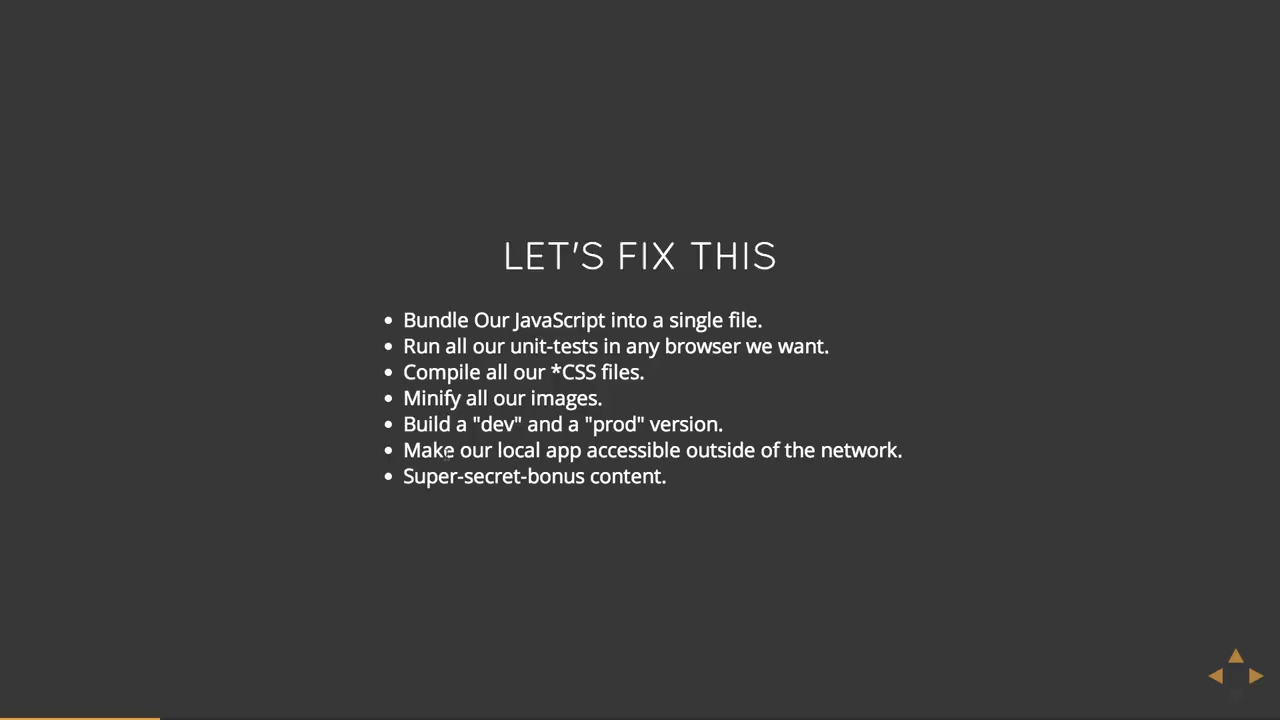 LET'S FIX THIS
Bundle Our JavaScript into a single file.
Run all our unit-tests in any browser we want.
Compile all our *CSS files.
Minify all our images.
Build a "dev" and a "prod" version.
Make our local app accessible outside of the network.
Super-secret-bonus content.